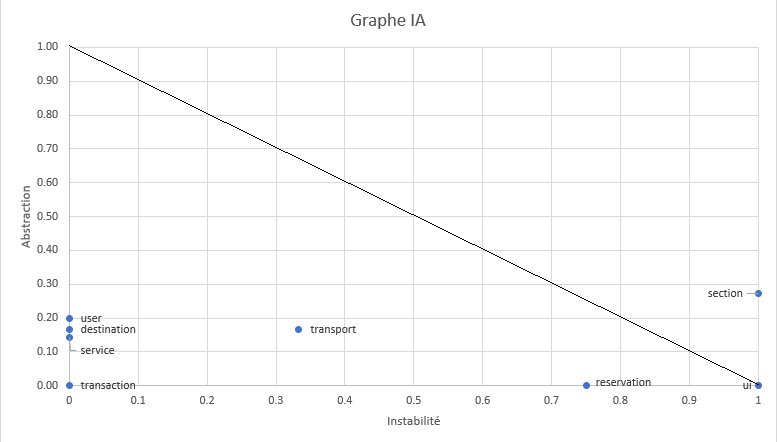 Graphe IA
1.00
0.90
0.80
0.70
0.60
0.50
0.40
0.30
0.20
0.10
0.00
Abstraction
section
user
destination
transport
service
transaction
reservation
ui
0 0.1 0.2 0.3 0.4 0.5 0.6 0.7 0.8 0.9 1
Instabilité